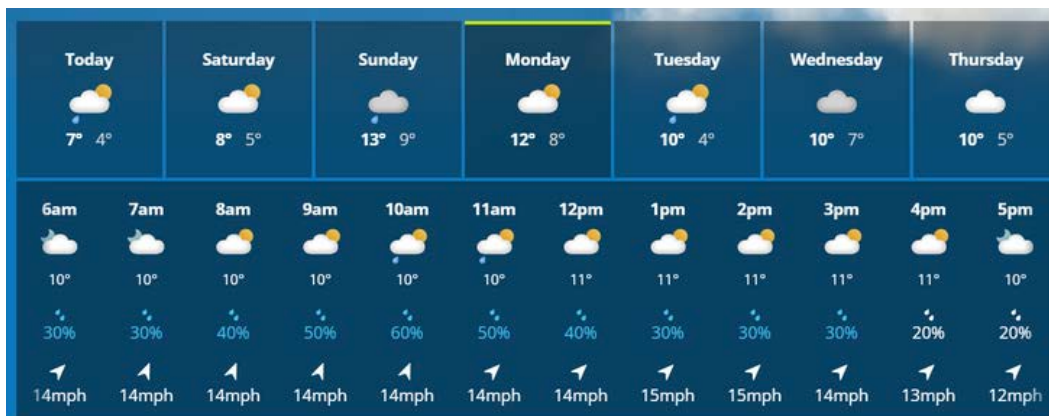 Today Saturday Sunday Monday Tuesday Wednesday Thursday
7° 4° 8° 5° 13° 9° 12° 8° 10° 4° 10° 7° 10° 5°
6am 7am 8am 9am 10am 11am 12pm 1pm 2pm 3pm 4pm 5pm
10° 10° 10° 10° 10° 10° 11° 11° 11° 11° 11° 10°
30% 30% 40% 50% 60% 50% 40% 30% 30% 30% 20% 20%
14mph 14mph 14mph 14mph 14mph 14mph 14mph 15mph 15mph 14mph 13mph 12mph